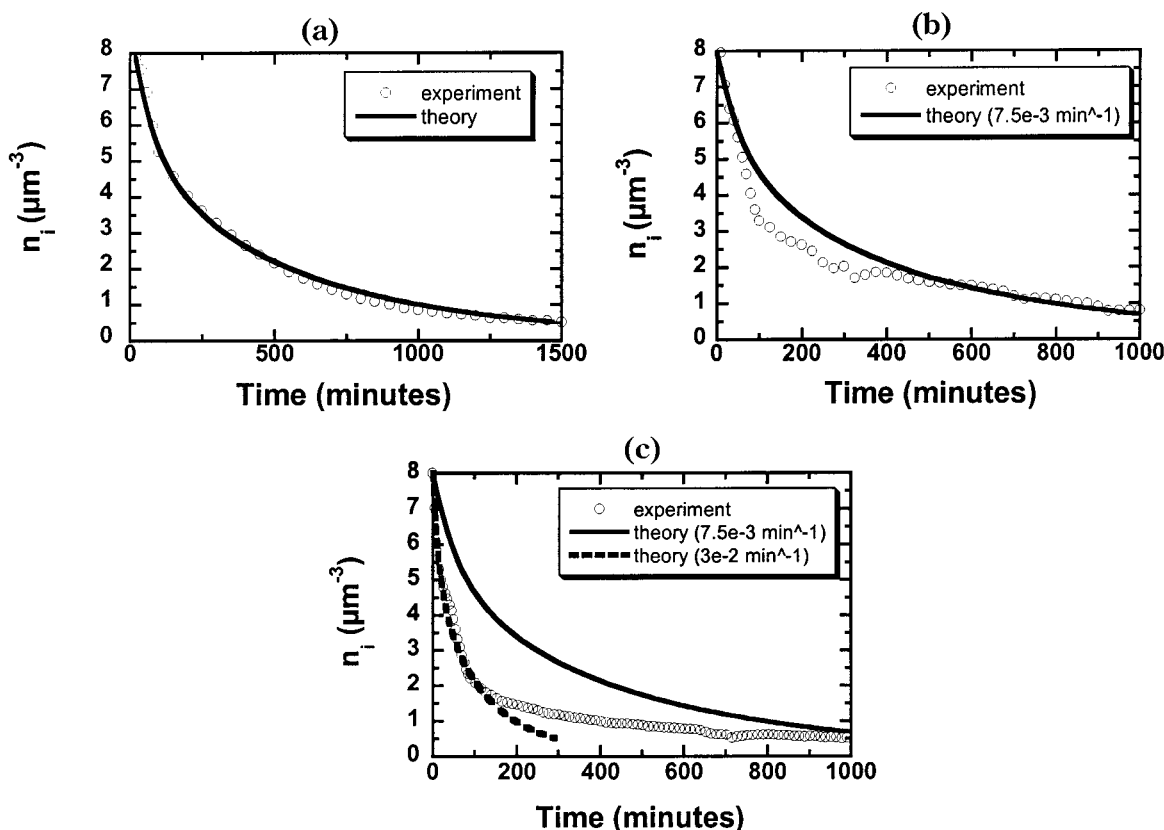 (a)
8
7
6
5
4
3
2
1
0
n_i (µm⁻³)
experiment
theory
0 500 1000 1500
Time (minutes)
(b)
8
7
6
5
4
3
2
1
0
n_i (µm⁻³)
experiment
theory (7.5e-3 min^-1)
0 200 400 600 800 1000
Time (minutes)
(c)
8
7
6
5
4
3
2
1
0
n_i (µm⁻³)
experiment
theory (7.5e-3 min^-1)
theory (3e-2 min^-1)
0 200 400 600 800 1000
Time (minutes)